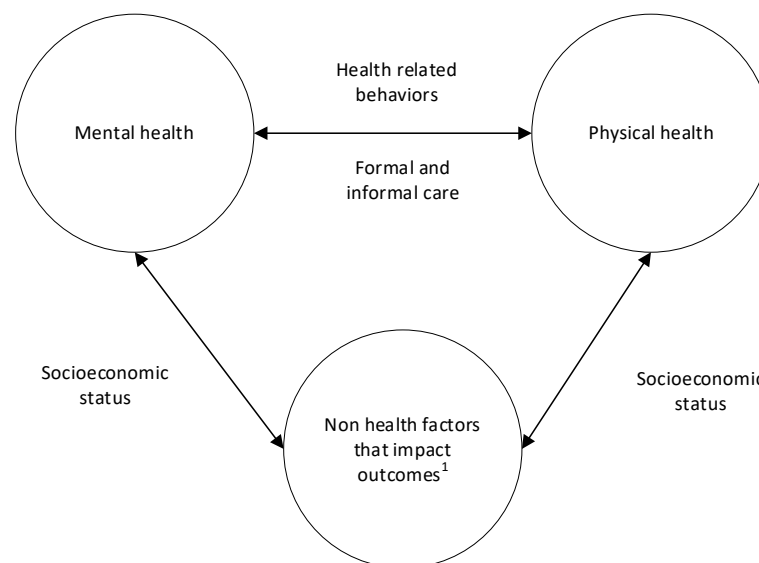 Health related
behaviors
Mental health
Physical health
Formal and
informal care
Socioeconomic
status
Socioeconomic
status
Non health factors
that impact
outcomes¹